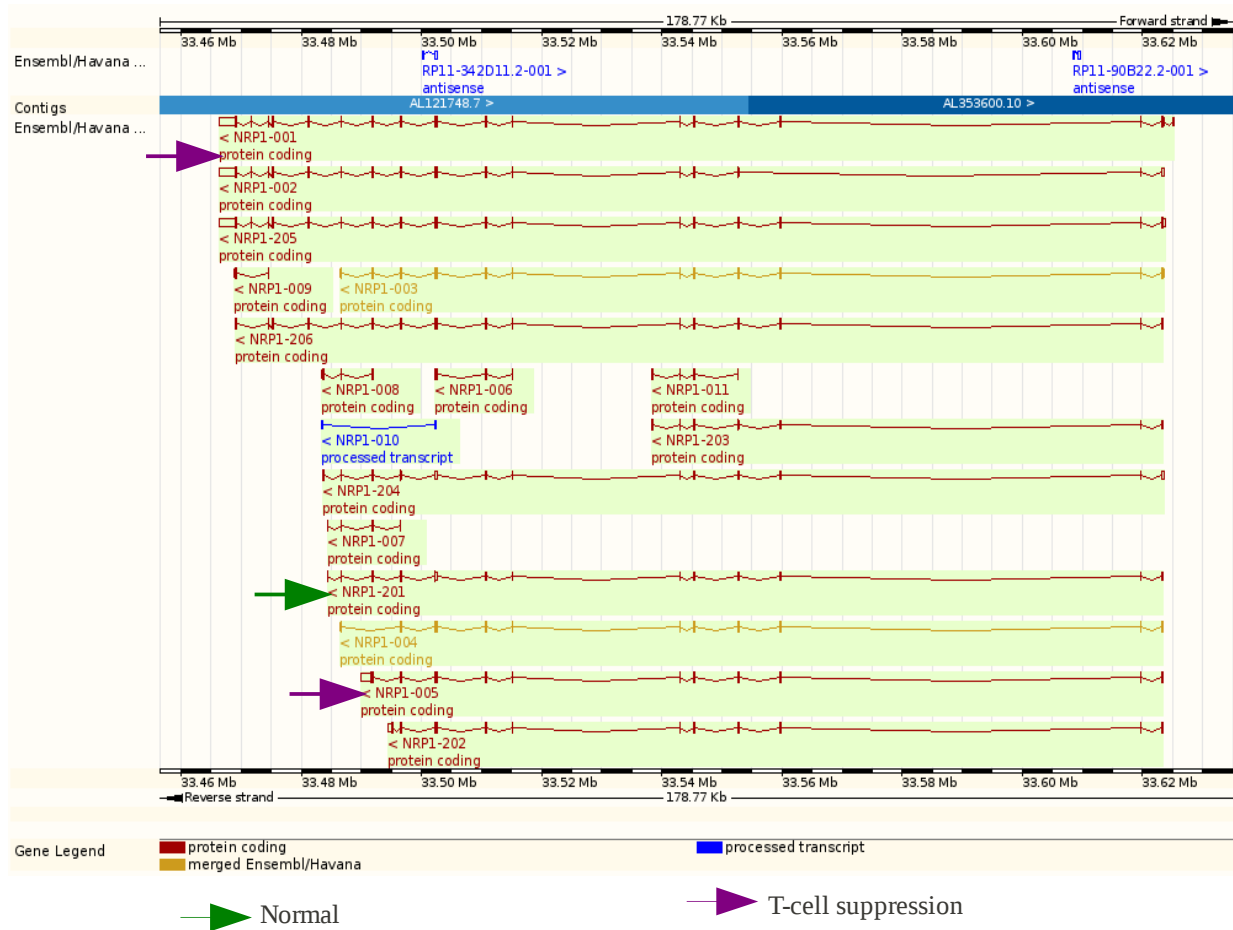 178.77 Kb Forward strand
33.46 Mb 33.48 Mb 33.50 Mb 33.52 Mb 33.54 Mb 33.56 Mb 33.58 Mb 33.60 Mb 33.62 Mb
Ensembl/Havana ...
RP11-342D11.2-001 > RP11-90B22.2-001 >
antisense antisense
Contigs AL121748.7 > AL353600.10 >
Ensembl/Havana ...
< NRP1-001
protein coding
< NRP1-002
protein coding
< NRP1-205
protein coding
< NRP1-009 < NRP1-003
protein coding protein coding
< NRP1-206
protein coding
< NRP1-008 < NRP1-006 < NRP1-011
protein coding protein coding protein coding
< NRP1-010 < NRP1-203
processed transcript protein coding
< NRP1-204
protein coding
< NRP1-007
protein coding
< NRP1-201
protein coding
< NRP1-004
protein coding
< NRP1-005
protein coding
< NRP1-202
protein coding
33.46 Mb 33.48 Mb 33.50 Mb 33.52 Mb 33.54 Mb 33.56 Mb 33.58 Mb 33.60 Mb 33.62 Mb
Reverse strand 178.77 Kb
Gene Legend protein coding processed transcript
merged Ensembl/Havana
Normal T-cell suppression